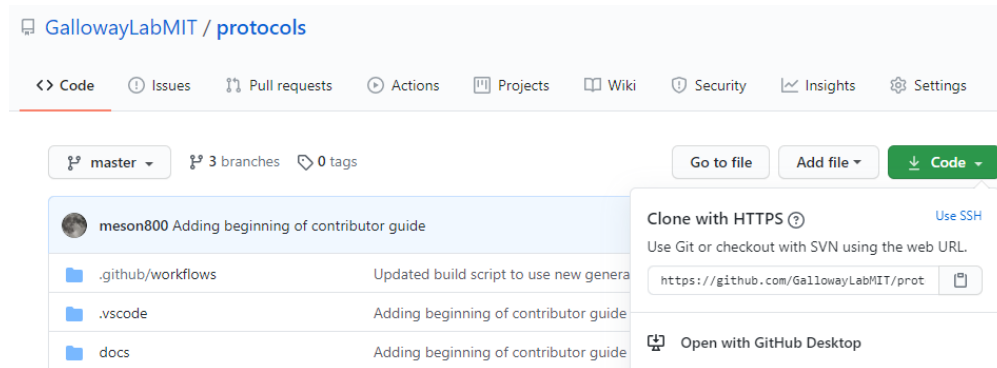 GallowayLabMIT / protocols
<> Code Issues Pull requests Actions Projects Wiki Security Insights Settings
master 3 branches 0 tags Go to file Add file Code
meson800 Adding beginning of contributor guide
Clone with HTTPS ? Use SSH
Use Git or checkout with SVN using the web URL.
.github/workflows Updated build script to use new genera
https://github.com/GallowayLabMIT/prot
.vscode Adding beginning of contributor guide
Open with GitHub Desktop
docs Adding beginning of contributor guide